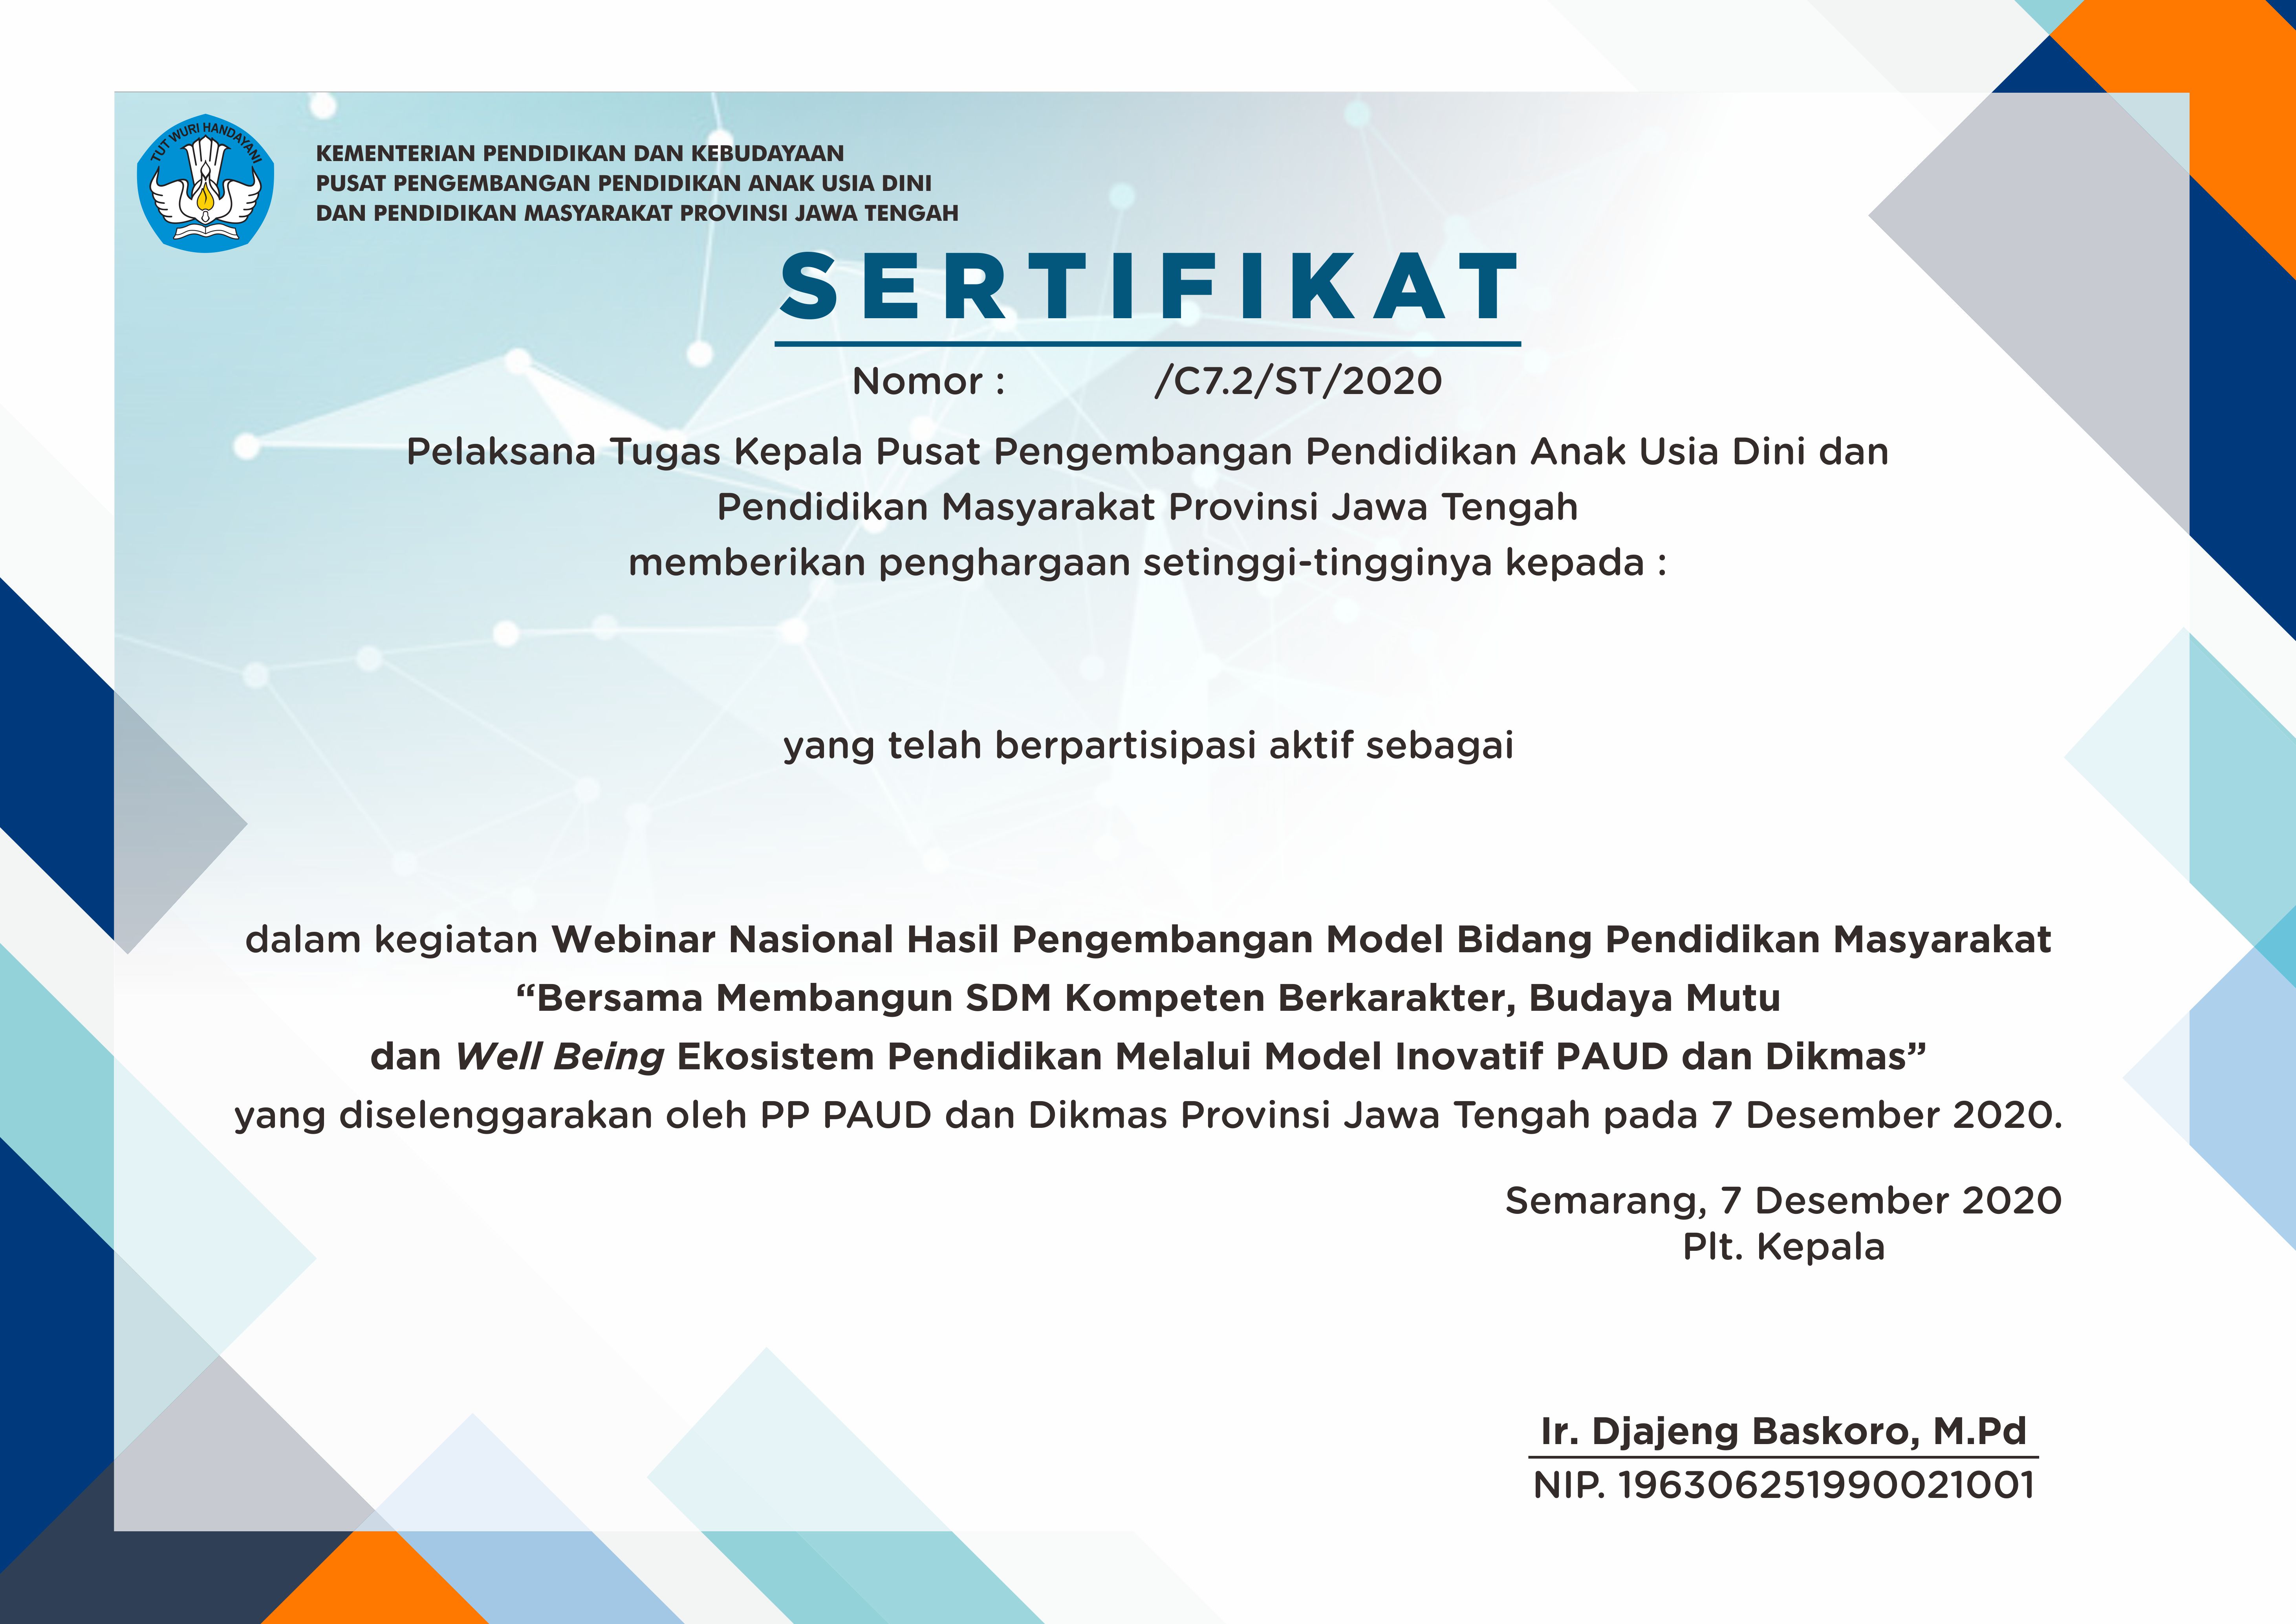 TUT WURI HANDAYANI
KEMENTERIAN PENDIDIKAN DAN KEBUDAYAAN
PUSAT PENGEMBANGAN PENDIDIKAN ANAK USIA DINI
DAN PENDIDIKAN MASYARAKAT PROVINSI JAWA TENGAH
SERTIFIKAT
Nomor : /C7.2/ST/2020
Pelaksana Tugas Kepala Pusat Pengembangan Pendidikan Anak Usia Dini dan
Pendidikan Masyarakat Provinsi Jawa Tengah
memberikan penghargaan setinggi-tingginya kepada :
yang telah berpartisipasi aktif sebagai
dalam kegiatan Webinar Nasional Hasil Pengembangan Model Bidang Pendidikan Masyarakat
“Bersama Membangun SDM Kompeten Berkarakter, Budaya Mutu
dan Well Being Ekosistem Pendidikan Melalui Model Inovatif PAUD dan Dikmas”
yang diselenggarakan oleh PP PAUD dan Dikmas Provinsi Jawa Tengah pada 7 Desember 2020.
Semarang, 7 Desember 2020
Plt. Kepala
Ir. Djajeng Baskoro, M.Pd
NIP. 196306251990021001